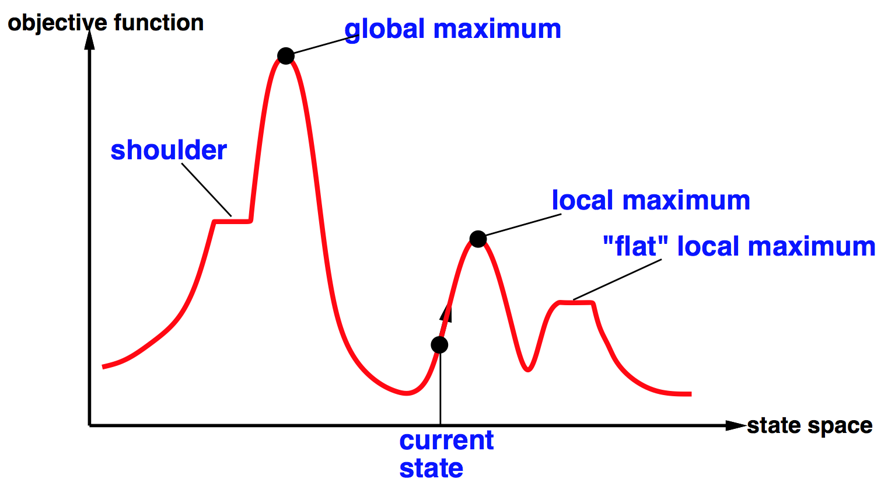 objective function
global maximum
shoulder
local maximum
"flat" local maximum
state space
current
state